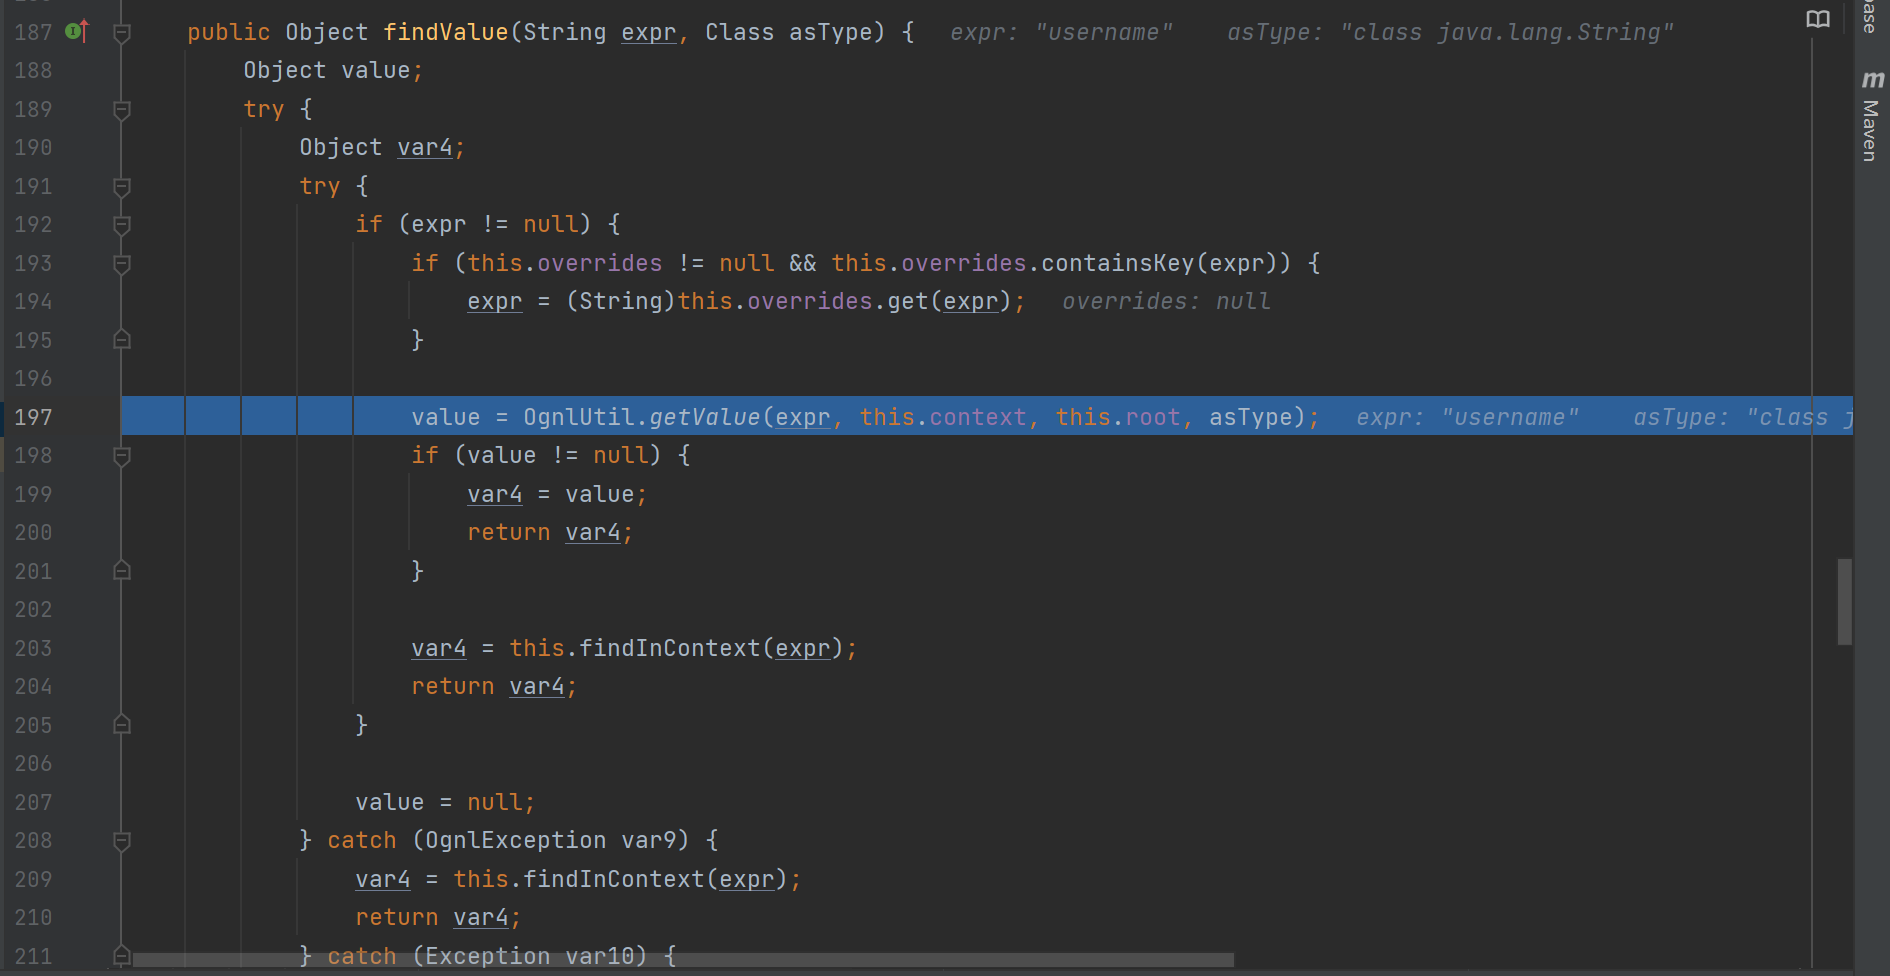 187 public Object findValue(String expr, Class asType) { expr: "username" asType: "class java.lang.String"
188 Object value;
189 try {
190 Object var4;
191 try {
192 if (expr != null) {
193 if (this.overrides != null && this.overrides.containsKey(expr)) {
194 expr = (String)this.overrides.get(expr); overrides: null
195 }
196
197 value = OgnlUtil.getValue(expr, this.context, this.root, asType); expr: "username" asType: "class j
198 if (value != null) {
199 var4 = value;
200 return var4;
201 }
202
203 var4 = this.findInContext(expr);
204 return var4;
205 }
206
207 value = null;
208 } catch (OgnlException var9) {
209 var4 = this.findInContext(expr);
210 return var4;
211 } catch (Exception var10) {
base
m Maven